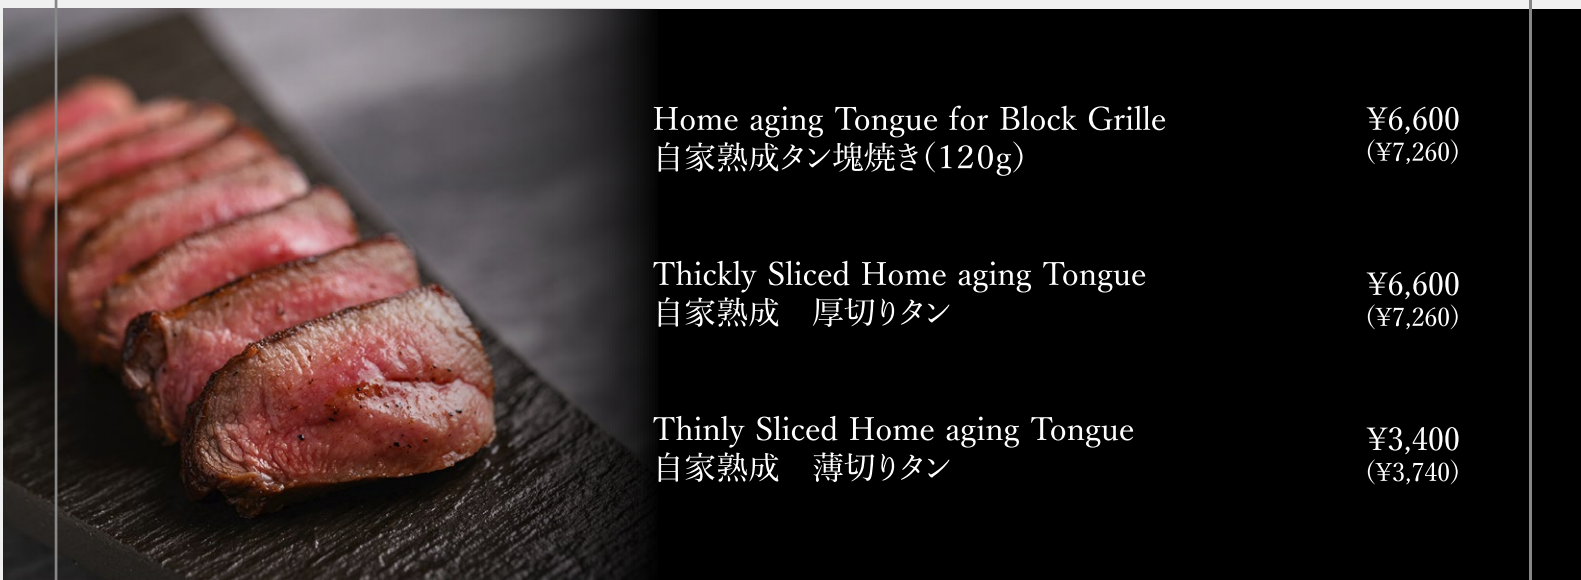 Home aging Tongue for Block Grille ¥6,600
自家熟成タン塊焼き(120g) (¥7,260)
Thickly Sliced Home aging Tongue ¥6,600
自家熟成　厚切りタン (¥7,260)
Thinly Sliced Home aging Tongue ¥3,400
自家熟成　薄切りタン (¥3,740)